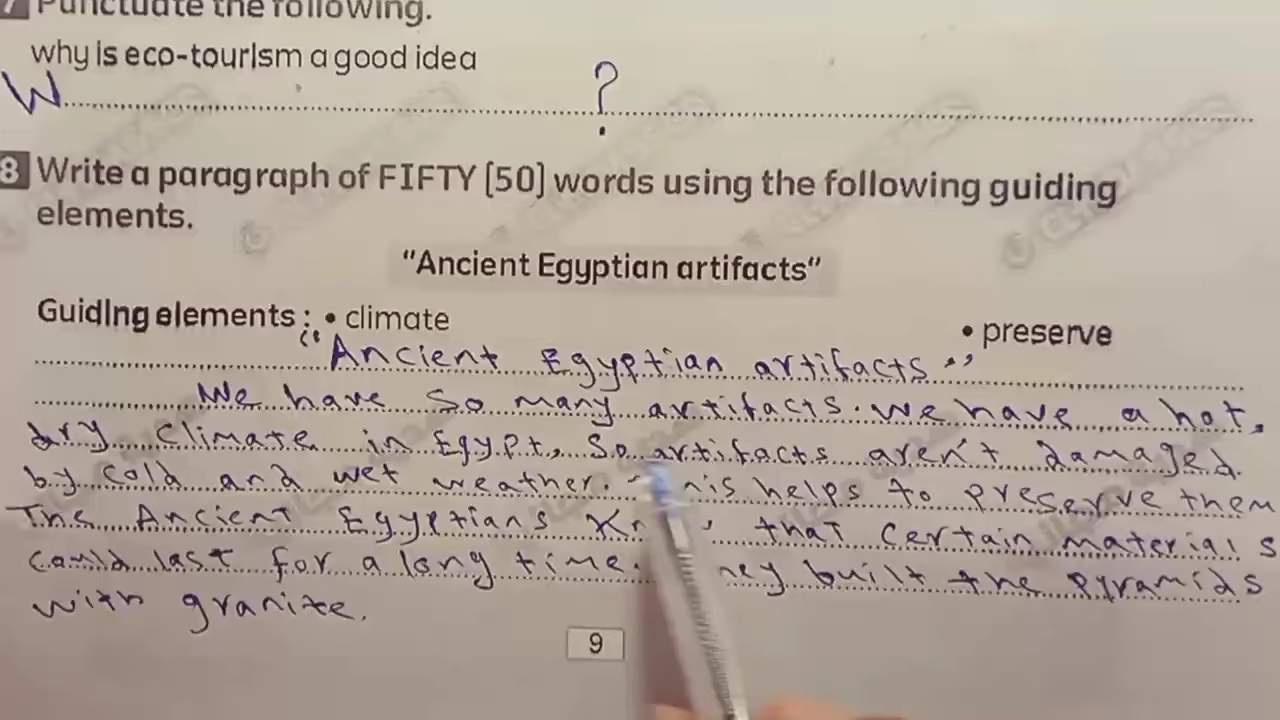 7 Punctuate the following.
why is eco-tourism a good idea
W ?
8 Write a paragraph of FIFTY (50) words using the following guiding
elements.
"Ancient Egyptian artifacts"
Guiding elements : • climate • preserve
"Ancient Egyptian artifacts"
We have so many artifacts. We have a hot,
dry climate in Egypt, so artifacts aren't damaged
by cold and wet weather. helps to preserve them
The Ancient Egyptians that certain materials
could last for a long time. built the pyramids
with granite.
9